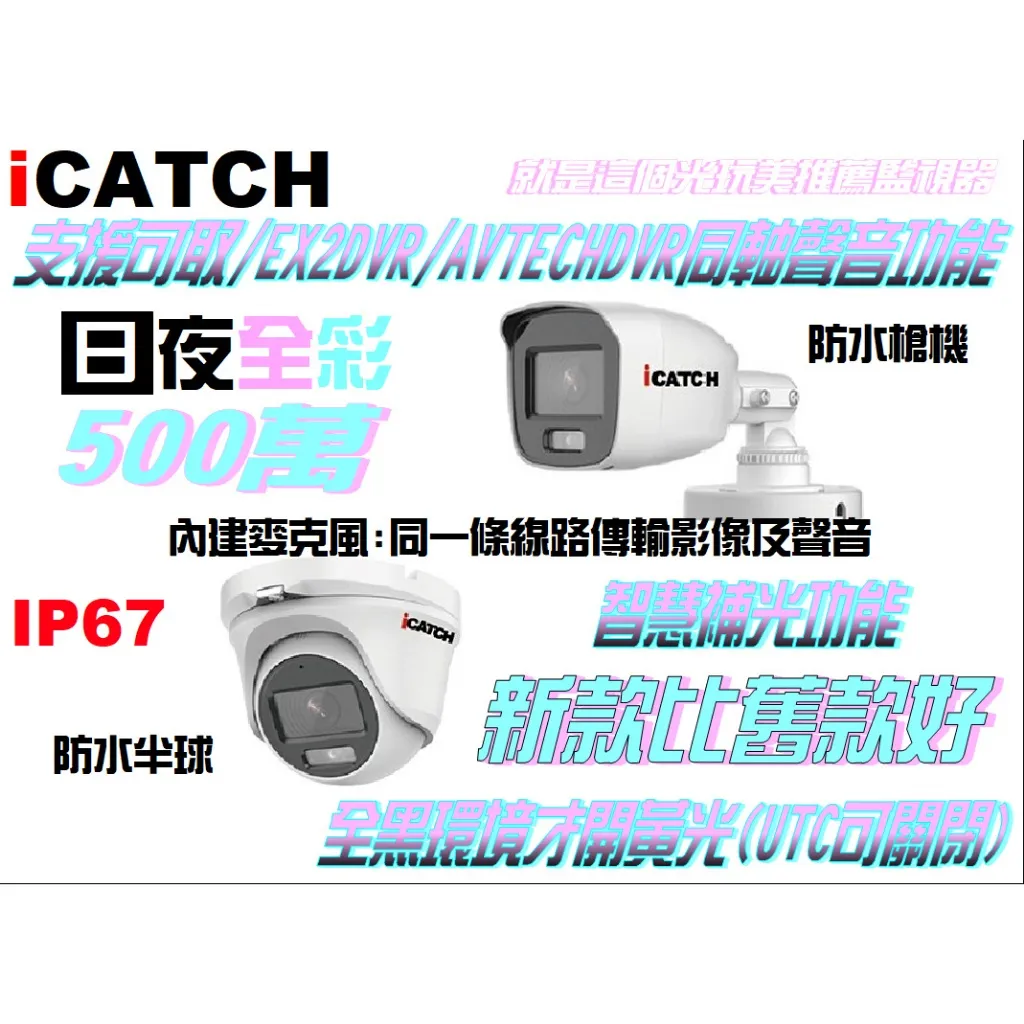 iCATCH
就是這個光玩美推薦監視器
支援可取/EX2DVR/AVTECHDVR同軸聲音功能
日夜全彩
500萬
防水槍機
iCATCH
內建麥克風:同一條線路傳輸影像及聲音
IP67
iCATCH
智慧補光功能
新款比舊款好
防水半球
全黑環境才開黃光(UTC可關閉)